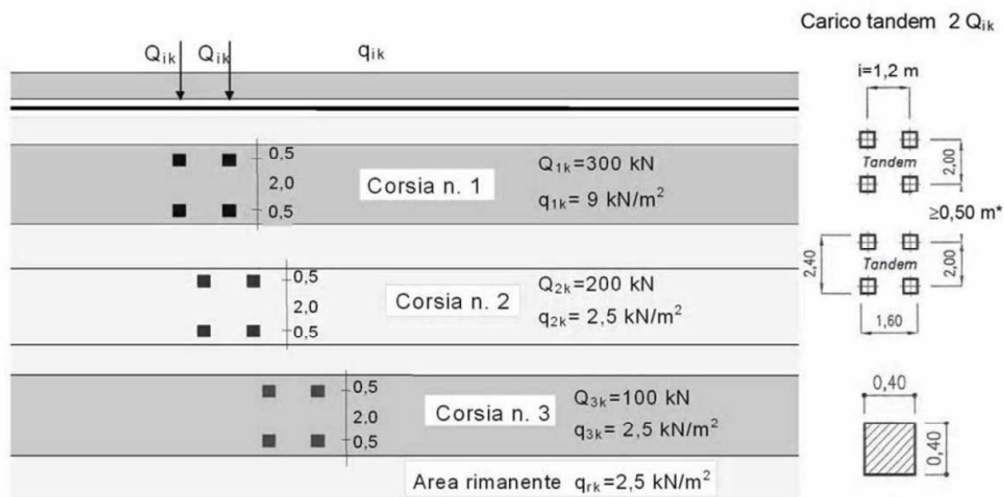 Carico tandem 2 Qik
Qik Qik qik
i=1,2 m
0,5
2,0
0,5
Corsia n. 1
Q1k=300 kN
q1k= 9 kN/m²
Tandem
2,00
≥0,50 m*
0,5
2,0
0,5
Corsia n. 2
Q2k=200 kN
q2k= 2,5 kN/m²
2,40
Tandem
2,00
1,60
0,5
2,0
0,5
Corsia n. 3
Q3k=100 kN
q3k= 2,5 kN/m²
0,40
0,40
Area rimanente qrk=2,5 kN/m²